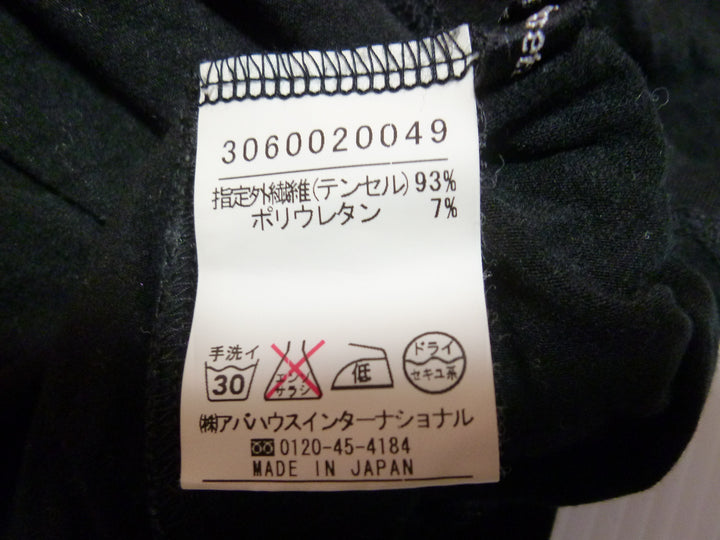 3060020049
指定外繊維(テンセル) 93%
ポリウレタン 7%
手洗イ ドライ
30 エンソ 低 セキユ系
サラシ
㈱アバハウスインターナショナル
0120-45-4184
MADE IN JAPAN